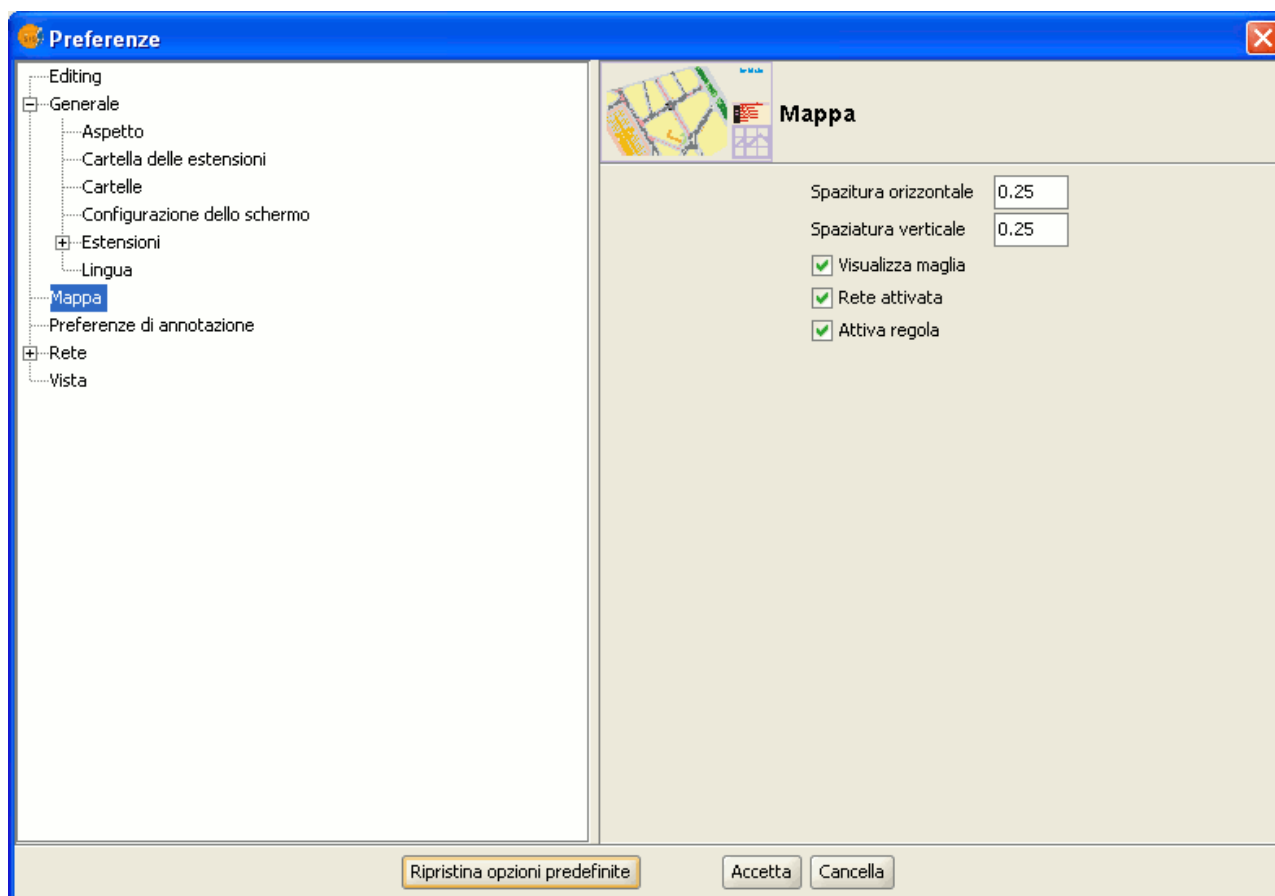 Preferenze
Editing
Generale
Aspetto
Cartella delle estensioni
Cartelle
Configurazione dello schermo
Estensioni
Lingua
Mappa
Preferenze di annotazione
Rete
Vista
Mappa
Spazitura orizzontale 0.25
Spaziatura verticale 0.25
Visualizza maglia
Rete attivata
Attiva regola
Ripristina opzioni predefinite Accetta Cancella